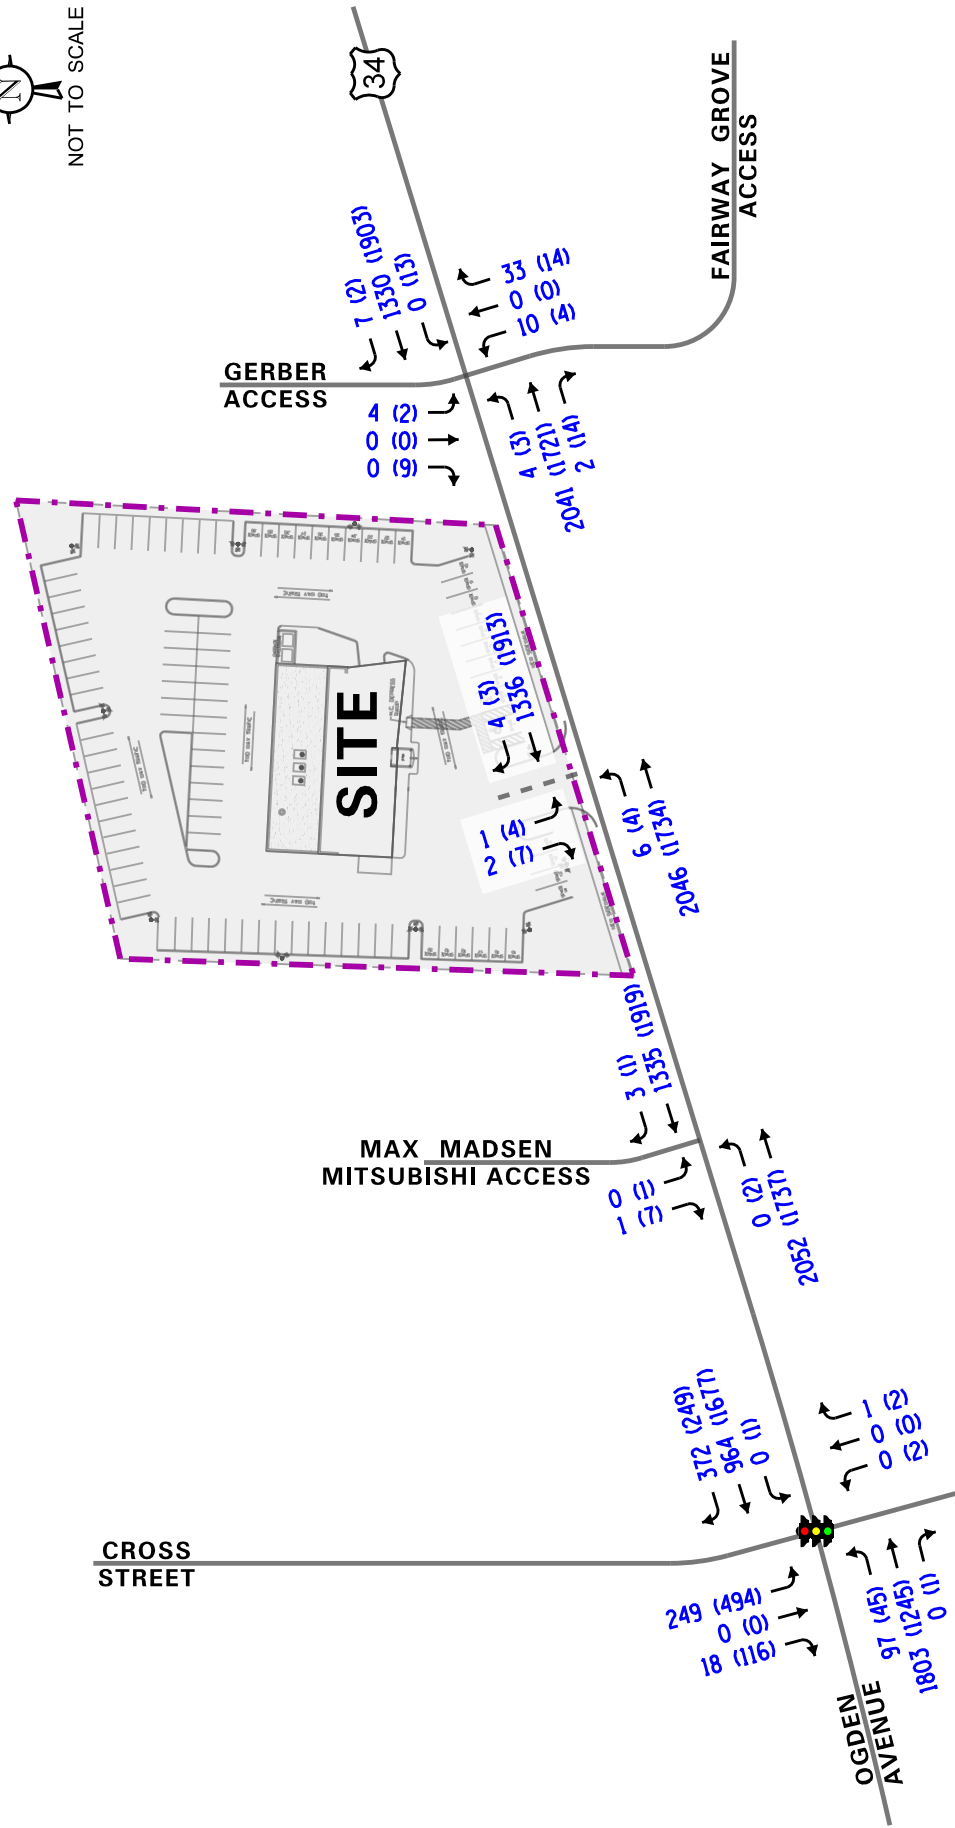 N
NOT TO SCALE
34
FAIRWAY GROVE
ACCESS
7 (2)
1330 (1903)
0 (13)
33 (14)
0 (0)
10 (4)
GERBER
ACCESS
4 (2)
0 (0)
0 (9)
4 (3)
2041 (1721)
2 (14)
SITE
4 (3)
1336 (1913)
1 (4)
2 (7)
6 (4)
2046 (1734)
3 (1)
1335 (1919)
MAX MADSEN
MITSUBISHI ACCESS
0 (1)
1 (7)
0 (2)
2052 (1737)
372 (249)
964 (1677)
0 (1)
1 (2)
0 (0)
0 (2)
CROSS
STREET
249 (494)
0 (0)
18 (116)
97 (45)
1803 (1245)
0 (1)
OGDEN
AVENUE